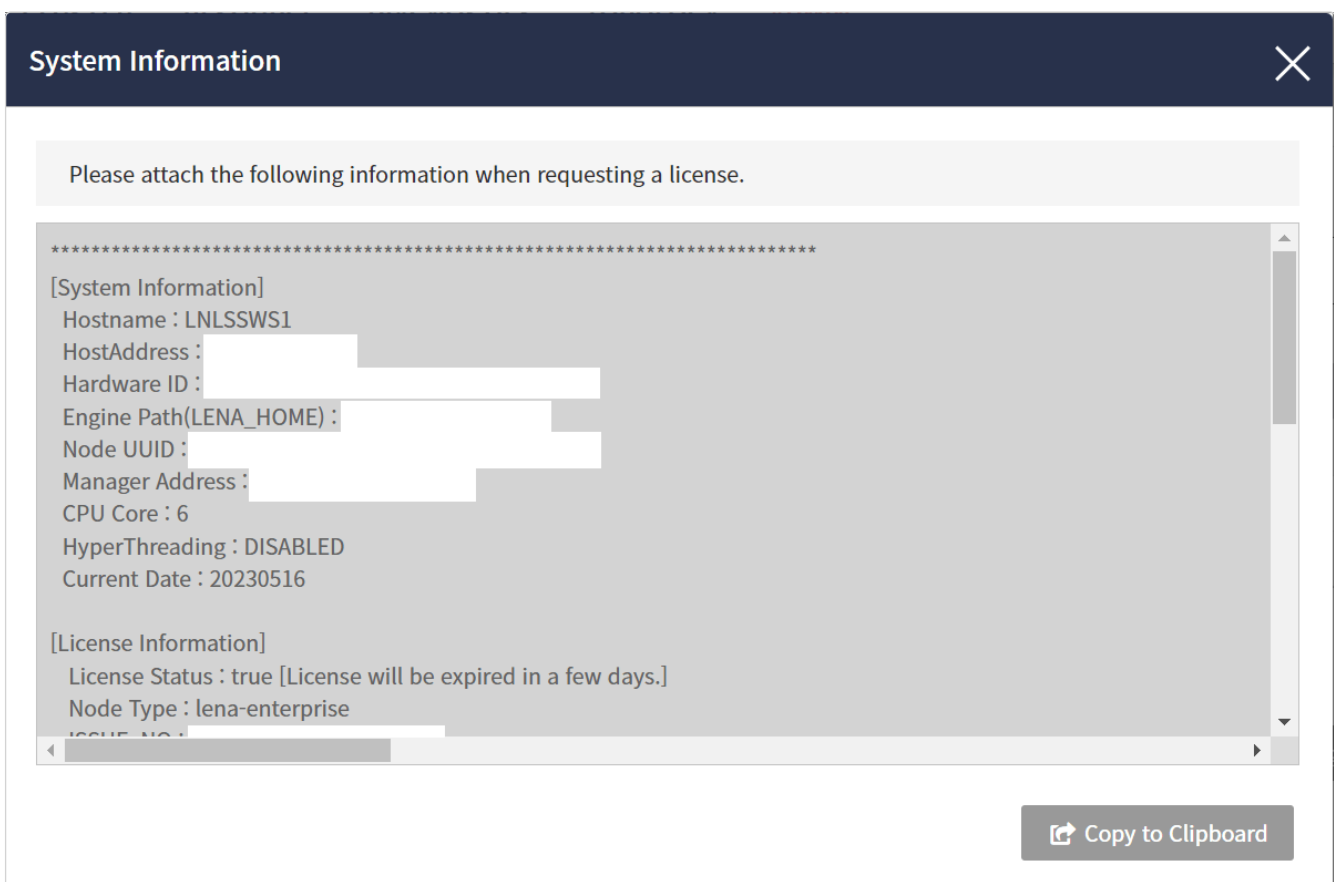 System Information
Please attach the following information when requesting a license.
****************************************************************************
[System Information]
Hostname : LNLSSWS1
HostAddress :
Hardware ID :
Engine Path(LENA_HOME) :
Node UUID :
Manager Address :
CPU Core : 6
HyperThreading : DISABLED
Current Date : 20230516
[License Information]
License Status : true [License will be expired in a few days.]
Node Type : lena-enterprise
ISSUE_NO :
Copy to Clipboard